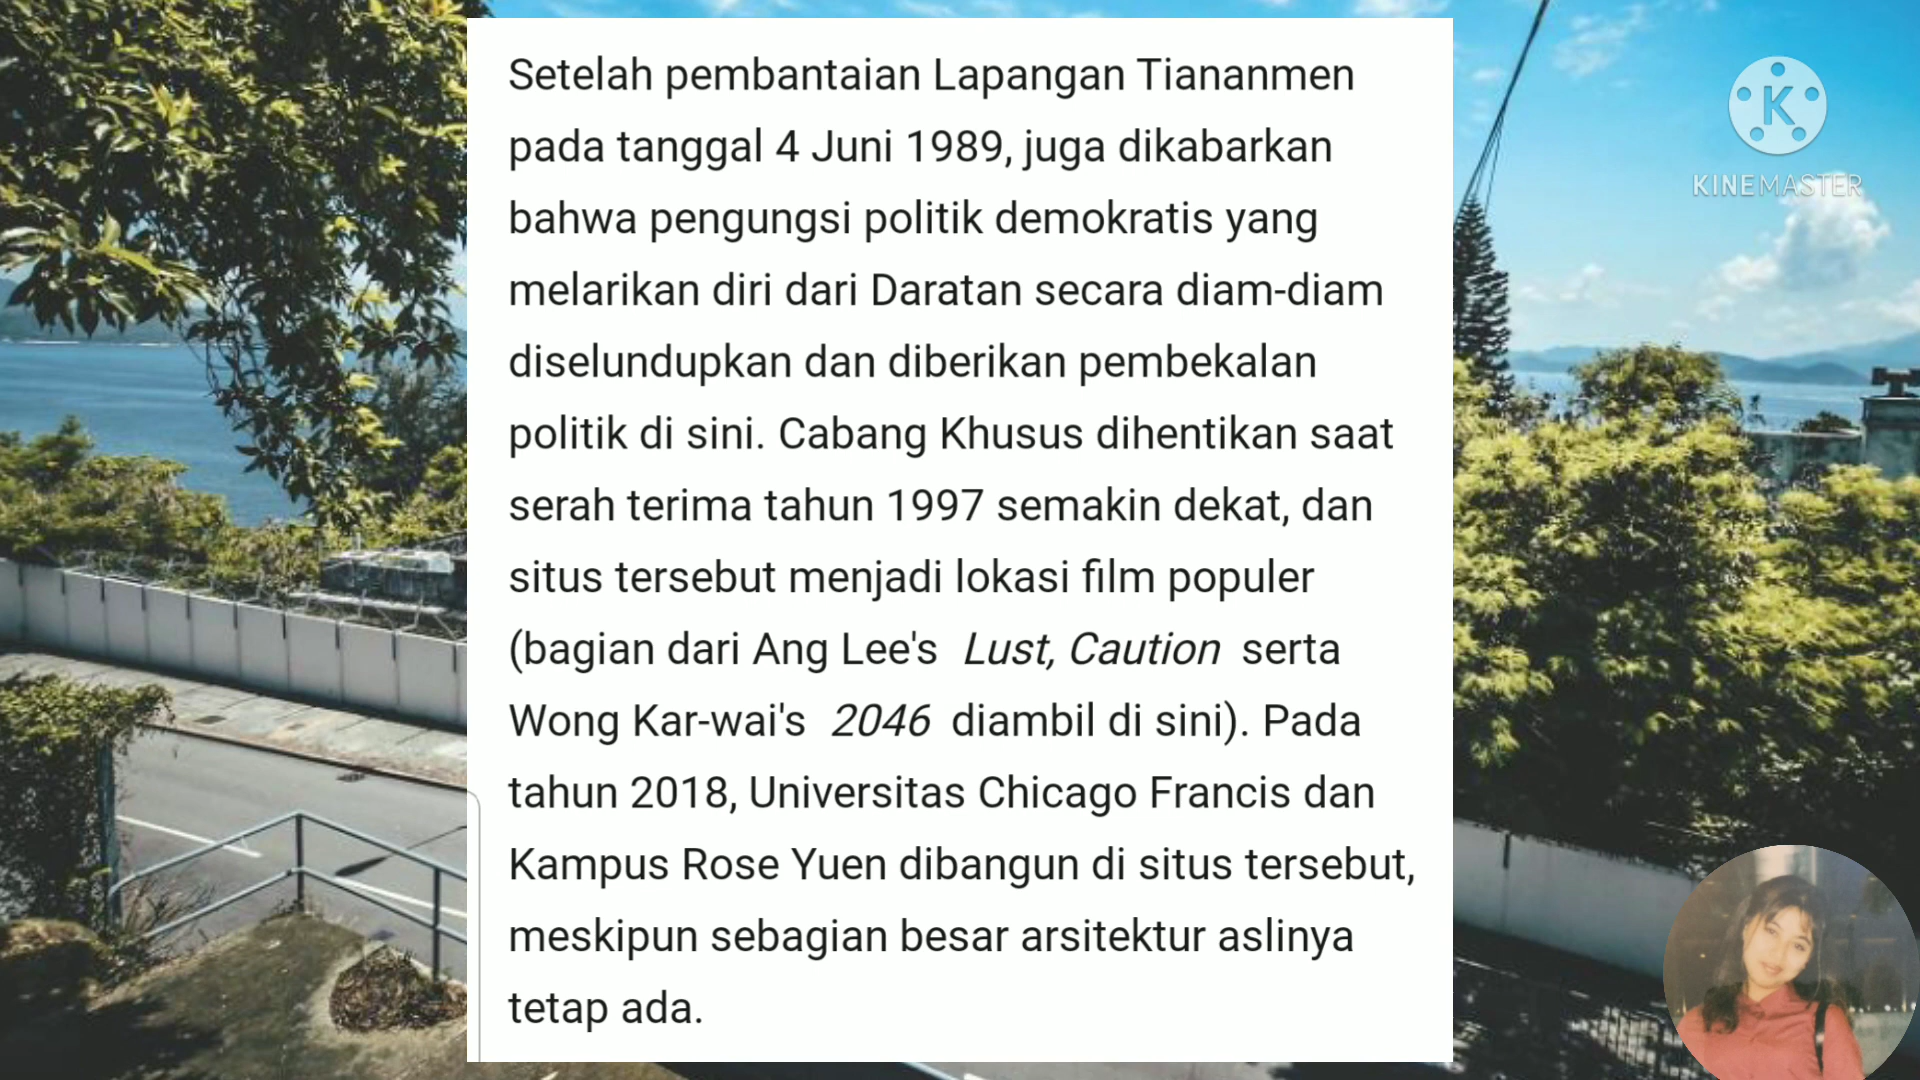 Setelah pembantaian Lapangan Tiananmen
pada tanggal 4 Juni 1989, juga dikabarkan
bahwa pengungsi politik demokratis yang
melarikan diri dari Daratan secara diam-diam
diselundupkan dan diberikan pembekalan
politik di sini. Cabang Khusus dihentikan saat
serah terima tahun 1997 semakin dekat, dan
situs tersebut menjadi lokasi film populer
(bagian dari Ang Lee's Lust, Caution serta
Wong Kar-wai's 2046 diambil di sini). Pada
tahun 2018, Universitas Chicago Francis dan
Kampus Rose Yuen dibangun di situs tersebut,
meskipun sebagian besar arsitektur aslinya
tetap ada.
K
KINEMASTER